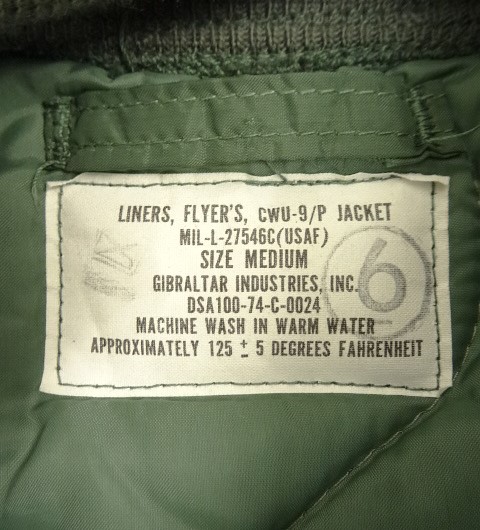 LINERS, FLYER'S, CWU-9/P JACKET
MIL-L-27546C(USAF)
SIZE MEDIUM
GIBRALTAR INDUSTRIES, INC.
DSA100-74-C-0024
MACHINE WASH IN WARM WATER
APPROXIMATELY 125 ± 5 DEGREES FAHRENHEIT
6